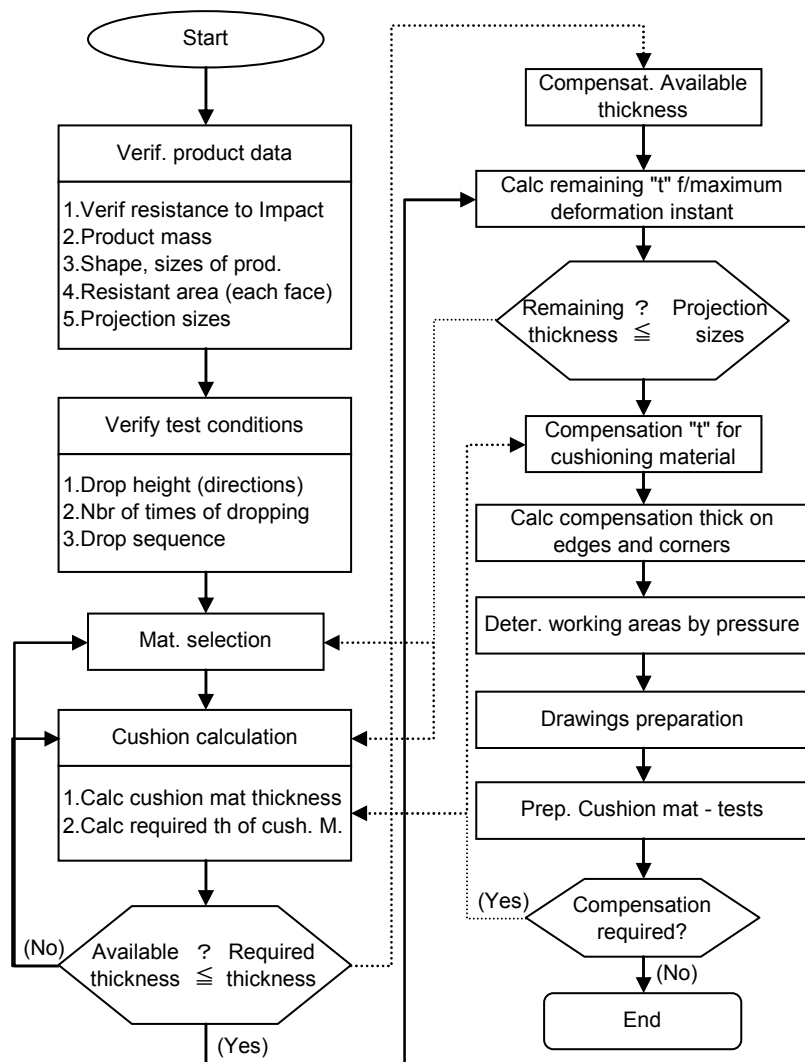 Start
Verif. product data
1.Verif resistance to Impact
2.Product mass
3.Shape, sizes of prod.
4.Resistant area (each face)
5.Projection sizes
Verify test conditions
1.Drop height (directions)
2.Nbr of times of dropping
3.Drop sequence
Mat. selection
Cushion calculation
1.Calc cushion mat thickness
2.Calc required th of cush. M.
(No)
Available ? Required
thickness ≦ thickness
(Yes)
Compensat. Available
thickness
Calc remaining "t" f/maximum
deformation instant
Remaining ? Projection
thickness ≦ sizes
Compensation "t" for
cushioning material
Calc compensation thick on
edges and corners
Deter. working areas by pressure
Drawings preparation
Prep. Cushion mat - tests
(Yes)
Compensation
required?
(No)
End